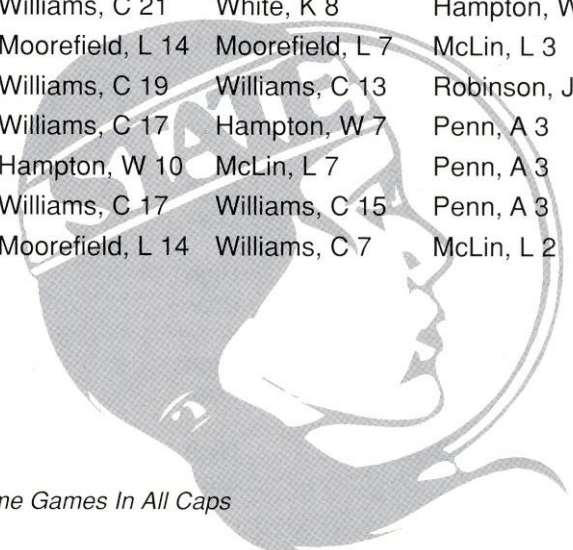 Williams, C 21 White, K 8 Hampton, W
Moorefield, L 14 Moorefield, L 7 McLin, L 3
Williams, C 19 Williams, C 13 Robinson, J
Williams, C 17 Hampton, W 7 Penn, A 3
Hampton, W 10 McLin, L 7 Penn, A 3
Williams, C 17 Williams, C 15 Penn, A 3
Moorefield, L 14 Williams, C 7 McLin, L 2
STATE
me Games In All Caps